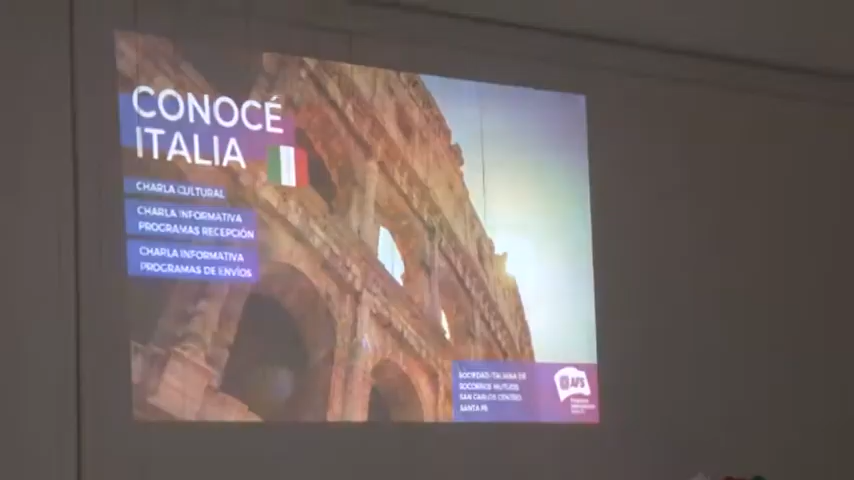 CONOCÉ
ITALIA
CHARLA CULTURAL
CHARLA INFORMATIVA
PROGRAMAS RECEPCIÓN
CHARLA INFORMATIVA
PROGRAMAS DE ENVÍOS
SOCIEDAD ITALIANA DE
SOCORROS MUTUOS
SAN CARLOS CENTRO,
SANTA FE
AFS